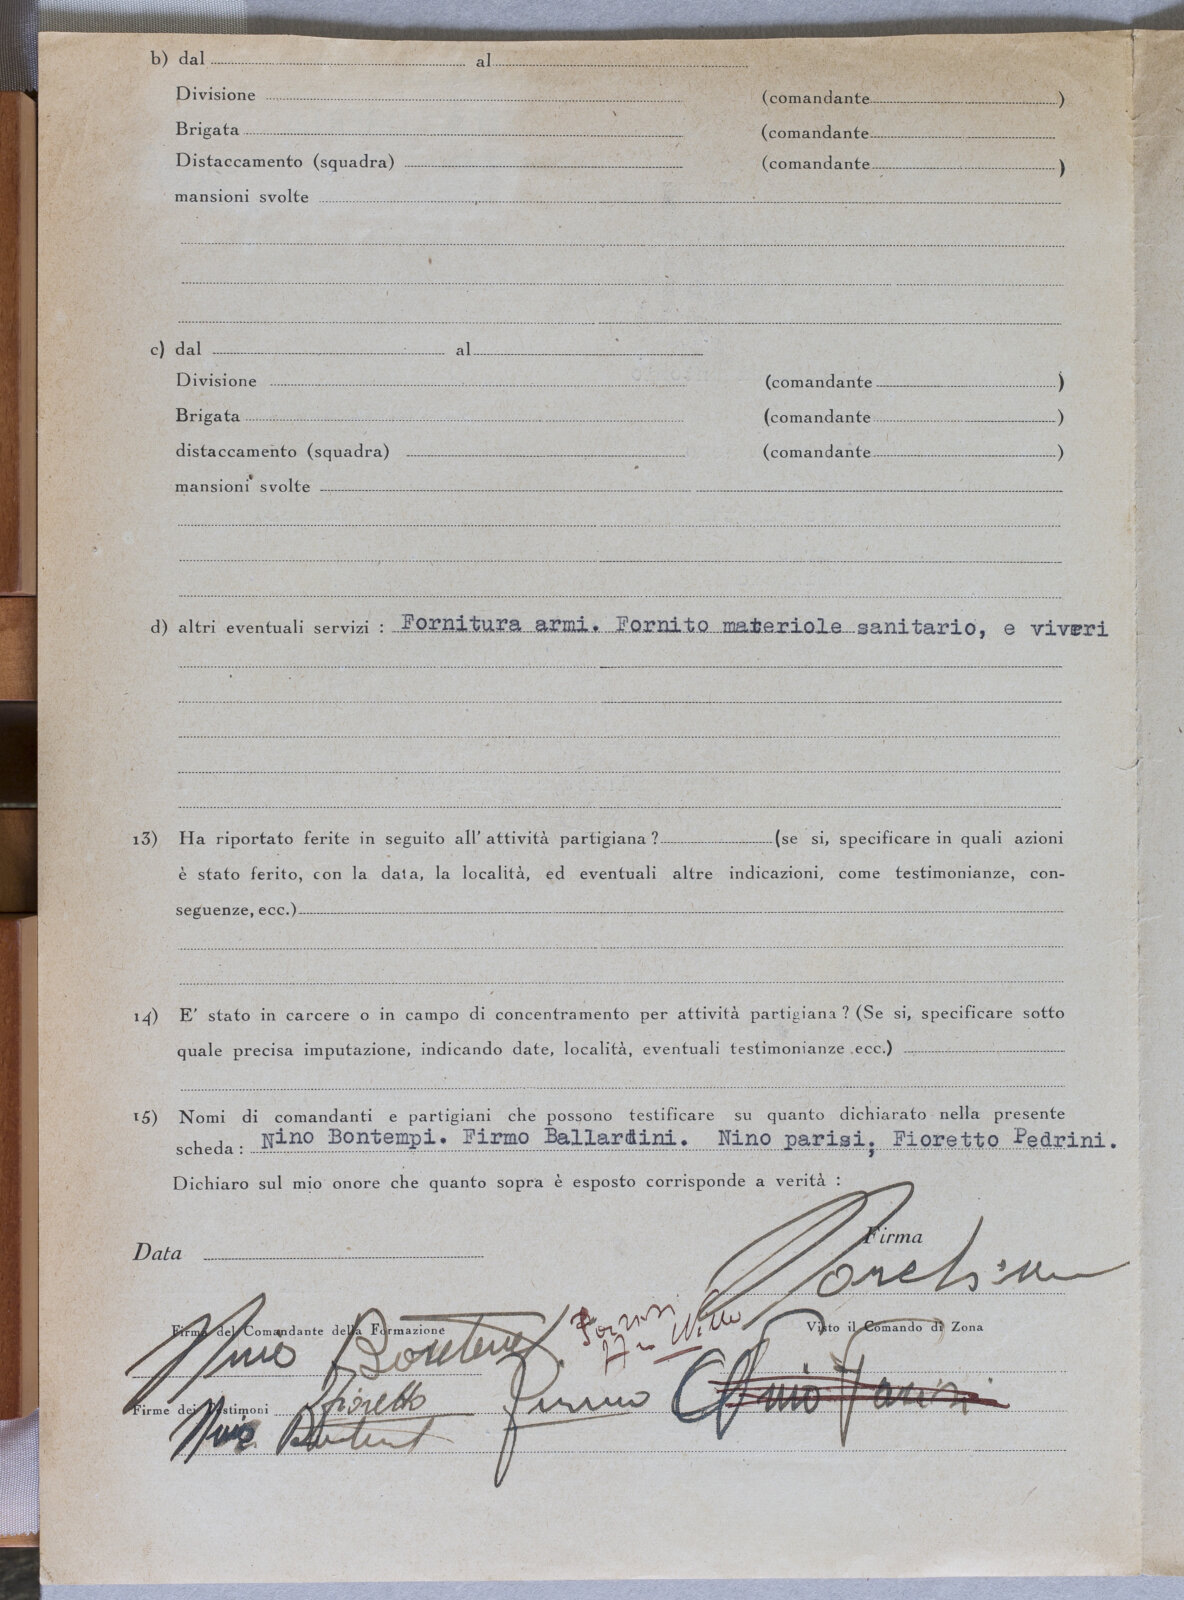 b) dal al
Divisione (comandante )
Brigata (comandante
Distaccamento (squadra) (comandante )
mansioni svolte
c) dal al
Divisione (comandante )
Brigata (comandante )
distaccamento (squadra) (comandante )
mansioni svolte
d) altri eventuali servizi : Fornitura armi. Fornito materiole sanitario, e viveri
13) Ha riportato ferite in seguito all' attività partigiana ? (se si, specificare in quali azioni
è stato ferito, con la data, la località, ed eventuali altre indicazioni, come testimonianze, con-
seguenze, ecc.)
14) E' stato in carcere o in campo di concentramento per attività partigiana ? (Se si, specificare sotto
quale precisa imputazione, indicando date, località, eventuali testimonianze ecc.)
15) Nomi di comandanti e partigiani che possono testificare su quanto dichiarato nella presente
scheda : Nino Bontempi. Firmo Ballardini. Nino parisi; Fioretto Pedrini.
Dichiaro sul mio onore che quanto sopra è esposto corrisponde a verità :
Data Firma
Firma del Comandante della Formazione Visto il Comando di Zona
Nino Bontempi
Firme dei Testimoni Fioretto Firmo Nino Parisi
Nino Bontempi